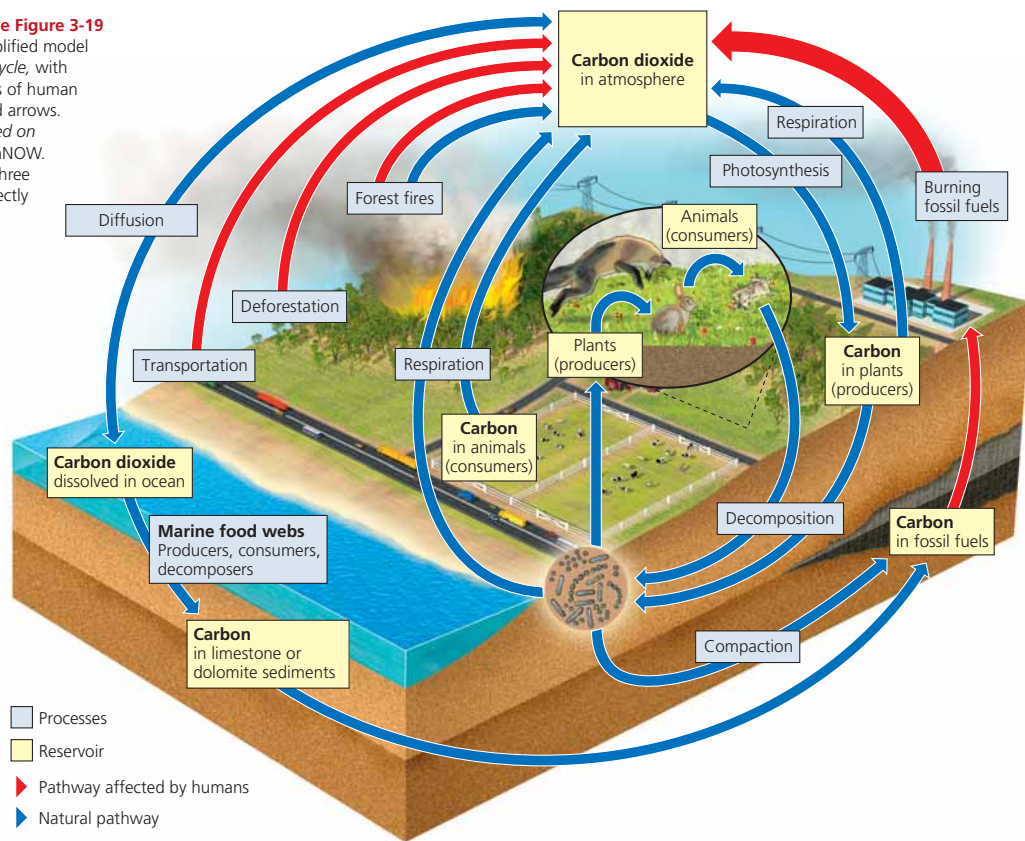 e Figure 3-19
plified model
ycle, with
s of human
d arrows.
ed on
nNOW.
hree
ectly
Carbon dioxide
in atmosphere
Respiration
Photosynthesis
Burning
fossil fuels
Forest fires
Diffusion
Animals
(consumers)
Deforestation
Plants
(producers)
Transportation
Respiration
Carbon
in plants
(producers)
Carbon
in animals
(consumers)
Carbon dioxide
dissolved in ocean
Marine food webs
Producers, consumers,
decomposers
Decomposition
Carbon
in fossil fuels
Carbon
in limestone or
dolomite sediments
Compaction
Processes
Reservoir
Pathway affected by humans
Natural pathway